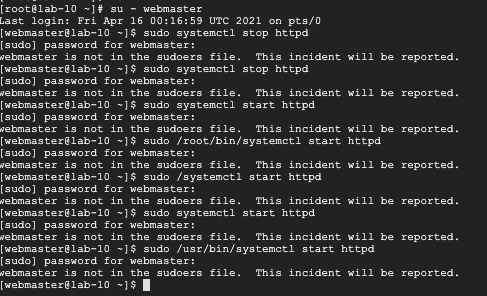 [root@lab-10 ~]# su - webmaster
Last login: Fri Apr 16 00:16:59 UTC 2021 on pts/0
[webmaster@lab-10 ~]$ sudo systemctl stop httpd
[sudo] password for webmaster:
webmaster is not in the sudoers file.  This incident will be reported.
[webmaster@lab-10 ~]$ sudo systemctl stop httpd
[sudo] password for webmaster:
webmaster is not in the sudoers file.  This incident will be reported.
[webmaster@lab-10 ~]$ sudo systemctl start httpd
[sudo] password for webmaster:
webmaster is not in the sudoers file.  This incident will be reported.
[webmaster@lab-10 ~]$ sudo /root/bin/systemctl start httpd
[sudo] password for webmaster:
webmaster is not in the sudoers file.  This incident will be reported.
[webmaster@lab-10 ~]$ sudo /systemctl start httpd
[sudo] password for webmaster:
webmaster is not in the sudoers file.  This incident will be reported.
[webmaster@lab-10 ~]$ sudo systemctl start httpd
[sudo] password for webmaster:
webmaster is not in the sudoers file.  This incident will be reported.
[webmaster@lab-10 ~]$ sudo /usr/bin/systemctl start httpd
[sudo] password for webmaster:
webmaster is not in the sudoers file.  This incident will be reported.
[webmaster@lab-10 ~]$